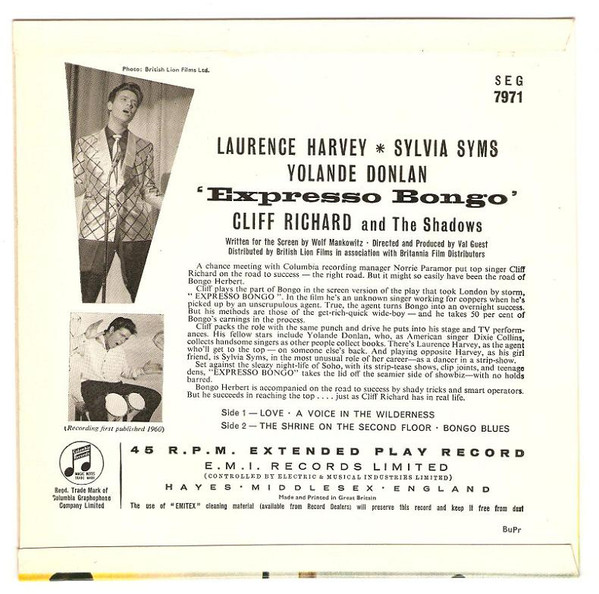 Photo: British Lion Films Ltd.
SEG
7971
LAURENCE HARVEY * SYLVIA SYMS
YOLANDE DONLAN
'Expresso Bongo'
CLIFF RICHARD and The Shadows
Written for the Screen by Wolf Mankowitz · Directed and Produced by Val Guest
Distributed by British Lion Films in association with Britannia Film Distributors
A chance meeting with Columbia recording manager Norrie Paramor put top singer Cliff
Richard on the road to success — the right road. But it might so easily have been the road of
Bongo Herbert.
Cliff plays the part of Bongo in the screen version of the play that took London by storm,
"EXPRESSO BONGO". In the film he's an unknown singer working for coppers when he's
picked up by an unscrupulous agent. True, the agent turns Bongo into an overnight success.
But his methods are those of the get-rich-quick wide-boy — and he takes 50 per cent of
Bongo's earnings in the process.
Cliff packs the role with the same punch and drive he puts into his stage and TV perform-
ances. His fellow stars include Yolande Donlan, who, as American singer Dixie Collins,
collects handsome singers as other people collect books. There's Laurence Harvey, as the agent
who'll get to the top — on someone else's back. And playing opposite Harvey, as his girl
friend, is Sylvia Syms, in the most unusual role of her career—as a dancer in a strip-show.
Set against the sleazy night-life of Soho, with its strip-tease shows, clip joints, and teenage
dens, "EXPRESSO BONGO" takes the lid off the seamier side of showbiz—with no holds
barred.
Bongo Herbert is accompanied on the road to success by shady tricks and smart operators.
But he succeeds in reaching the top . . . . just as Cliff Richard has in real life.
(Recording first published 1960)
Side 1 — LOVE · A VOICE IN THE WILDERNESS
Side 2 — THE SHRINE ON THE SECOND FLOOR · BONGO BLUES
45 R.P.M. EXTENDED PLAY RECORD
E.M.I. RECORDS LIMITED
(CONTROLLED BY ELECTRIC & MUSICAL INDUSTRIES LIMITED)
HAYES · MIDDLESEX · ENGLAND
Made and Printed in Great Britain
Columbia
MAGIC NOTES
TRADE MARK
Regd. Trade Mark of
Columbia Graphophone
Company Limited
The use of "EMITEX" cleaning material (available from Record Dealers) will preserve this record and keep it free from dust
BuPr